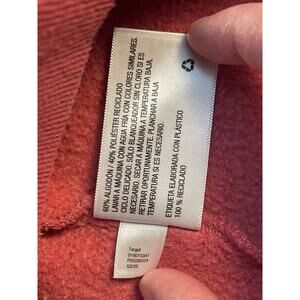 60% ALGODÓN / 40% POLIÉSTER RECICLADO
LAVAR A MÁQUINA CON AGUA FRÍA CON COLORES SIMILARES.
CICLO DELICADO. SÓLO BLANQUEADOR SIN CLORO SI ES
NECESARIO. SECAR A MÁQUINA A TEMPERATURA BAJA.
RETIRAR OPORTUNAMENTE. PLANCHAR A BAJA
TEMPERATURA SI ES NECESARIO.
ETIQUETA ELABORADA CON PLÁSTICO
100 % RECICLADO
Target